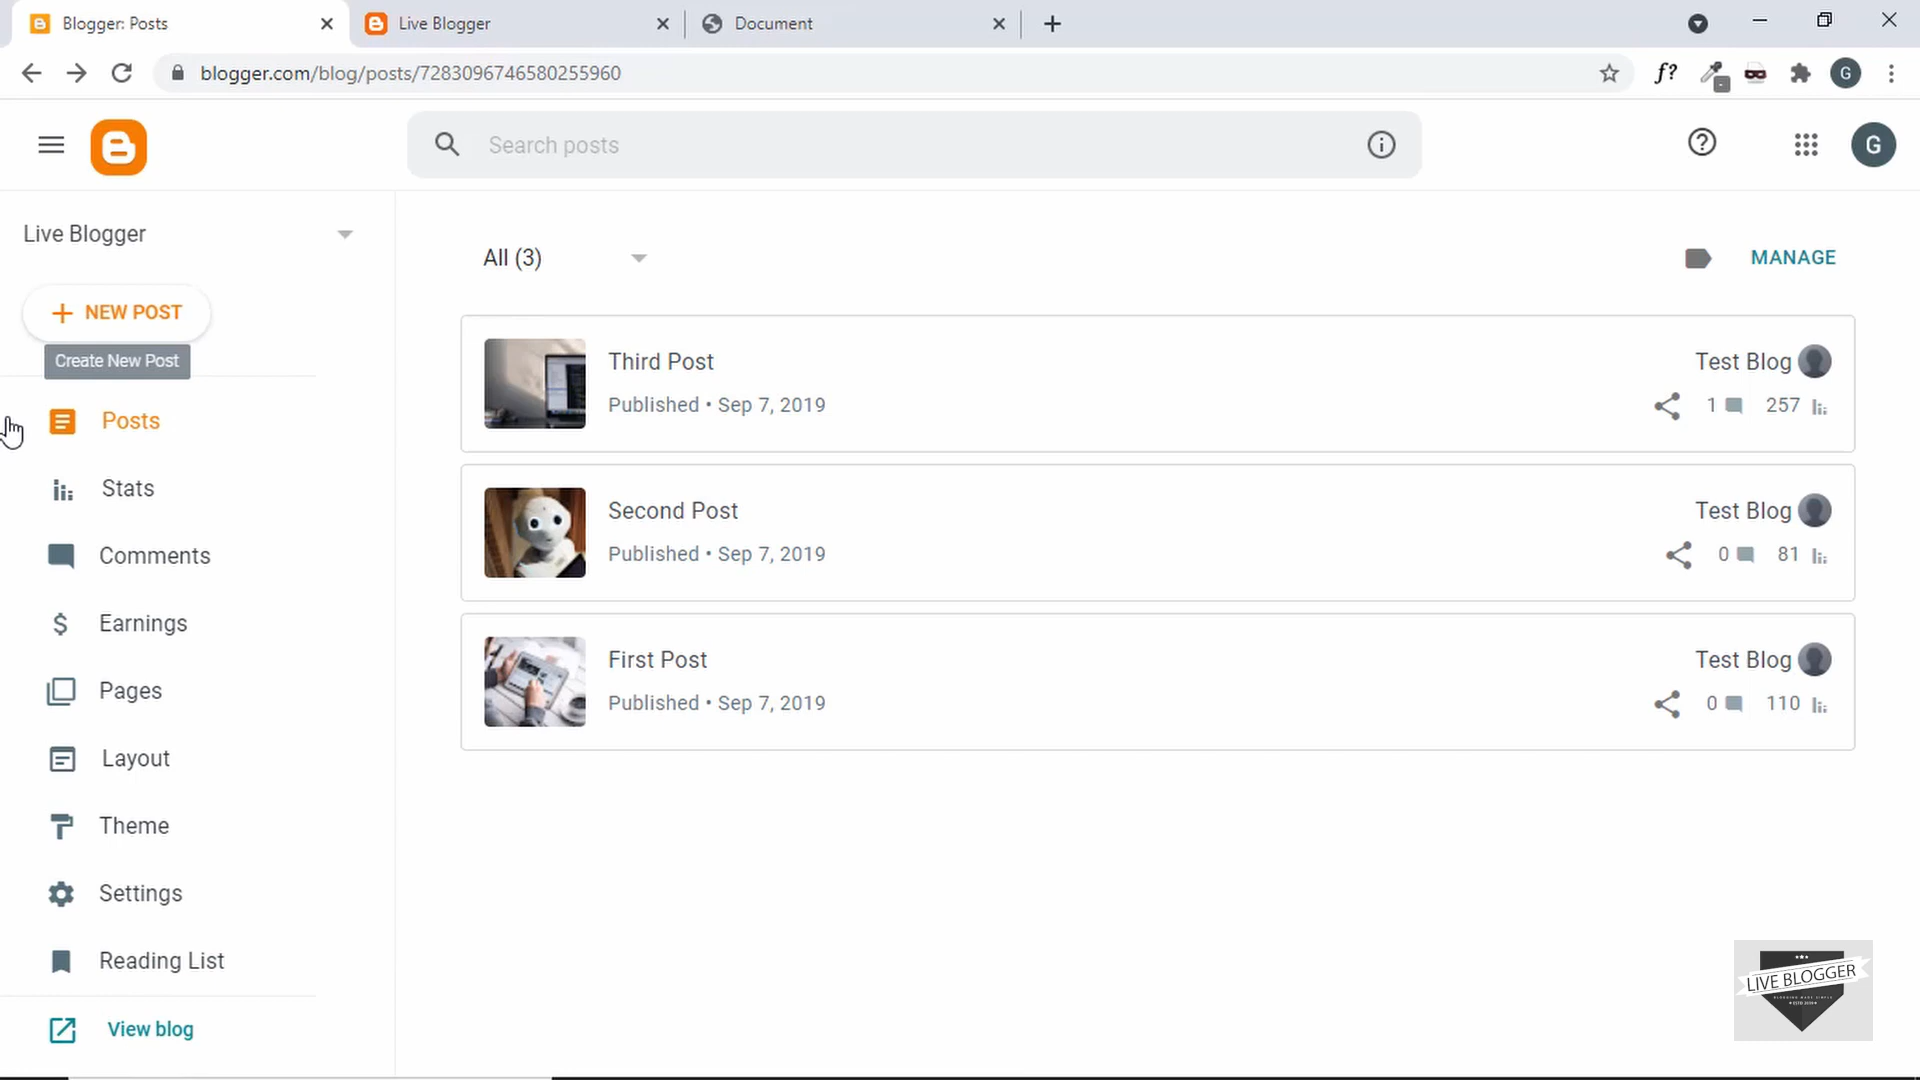 Blogger: Posts
Live Blogger
Document
blogger.com/blog/posts/7283096746580255960
f?
G
Search posts
G
Live Blogger
All (3)
MANAGE
NEW POST
Create New Post
Third Post
Test Blog
Published • Sep 7, 2019
1
257
Posts
Stats
Second Post
Test Blog
Published • Sep 7, 2019
0
81
Comments
Earnings
First Post
Test Blog
Published • Sep 7, 2019
0
110
Pages
Layout
Theme
Settings
Reading List
View blog
LIVE BLOGGER